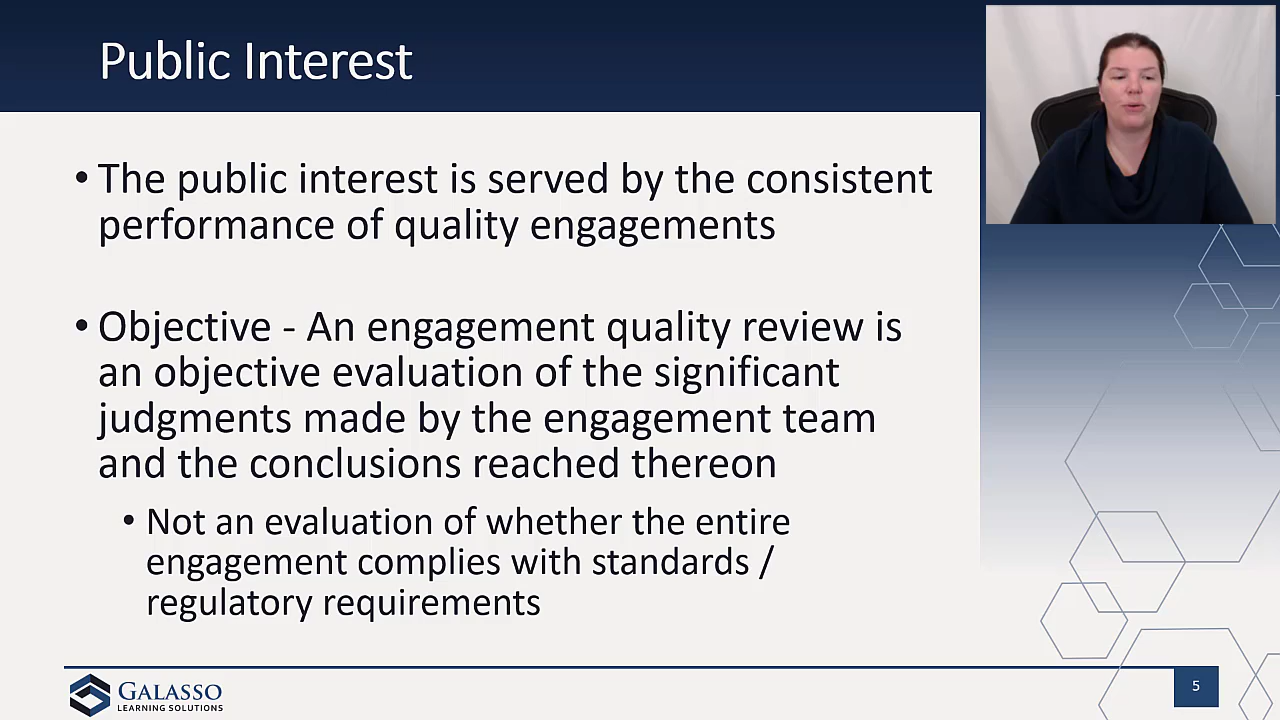 Public Interest
• The public interest is served by the consistent
performance of quality engagements
• Objective - An engagement quality review is
an objective evaluation of the significant
judgments made by the engagement team
and the conclusions reached thereon
• Not an evaluation of whether the entire
engagement complies with standards /
regulatory requirements
GALASSO
LEARNING SOLUTIONS
5